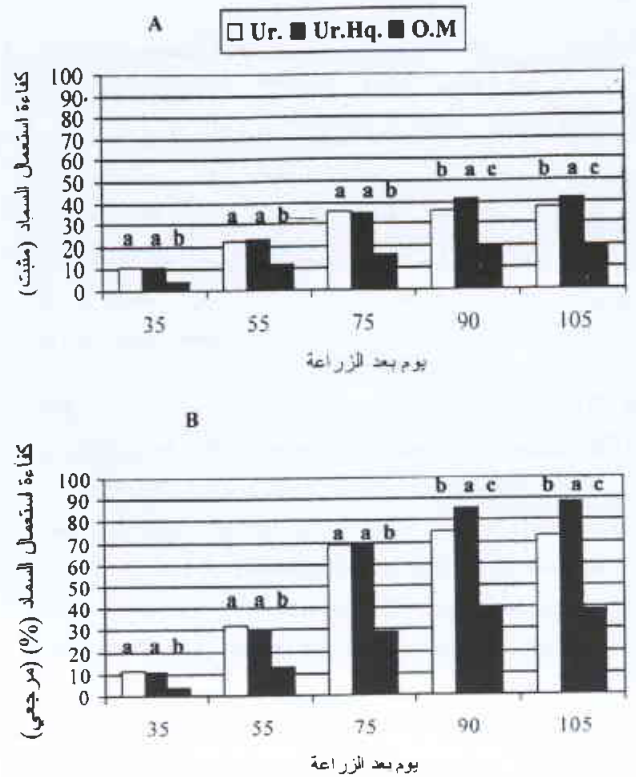 A
Ur. Ur.Hq. O.M
كفاءة استعمال السماد (مثبت)
100
90
80
70
60
50
40
30
20
10
0
a a b
a a b
a a b
b a c
b a c
35 55 75 90 105
يوم بعد الزراعة
B
كفاءة استعمال السماد (%) (مرجعي)
100
90
80
70
60
50
40
30
20
10
0
a a b
a a b
a a b
b a c
b a c
35 55 75 90 105
يوم بعد الزراعة